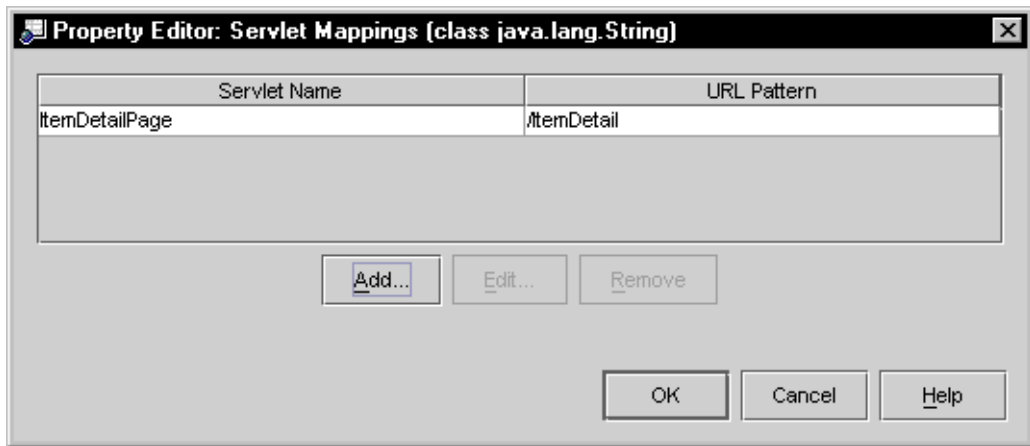 Property Editor: Servlet Mappings (class java.lang.String)
Servlet Name URL Pattern
ItemDetailPage /ItemDetail
Add... Edit... Remove
OK Cancel Help